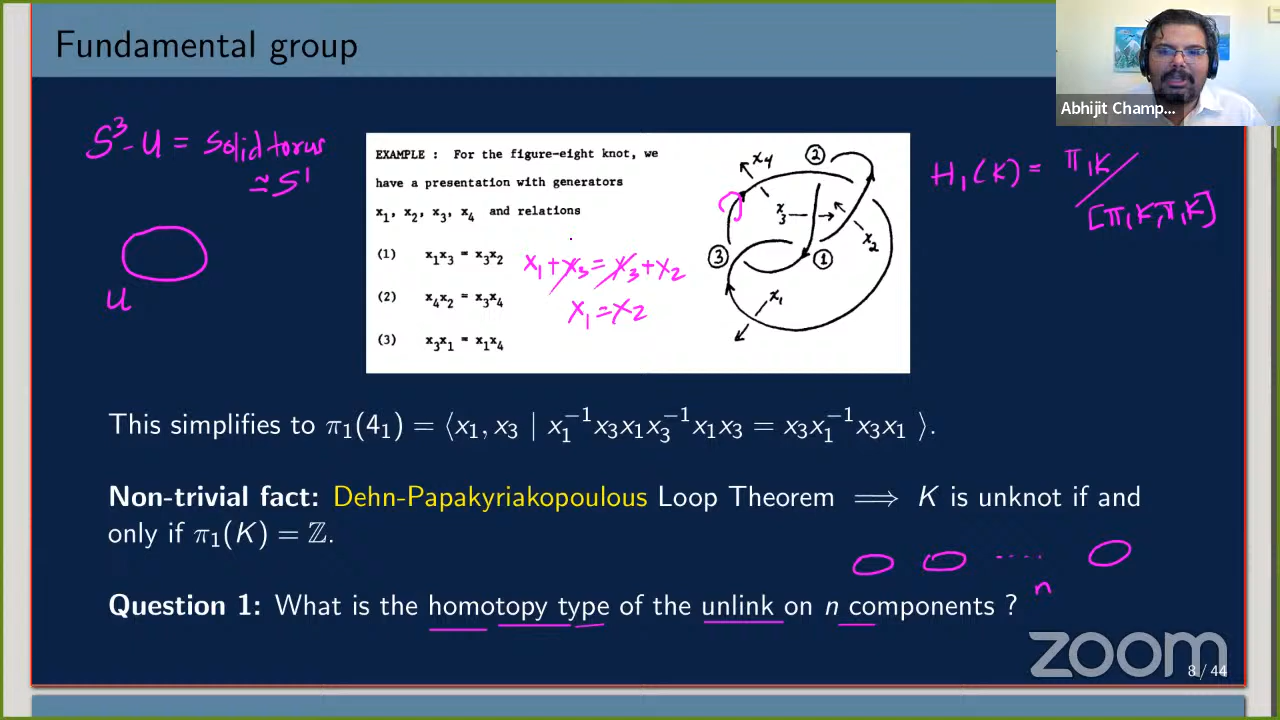 Fundamental group
Abhijit Champ...
S³ - U = Solid torus
≃ S¹
U
EXAMPLE : For the figure-eight knot, we
have a presentation with generators
x₁, x₂, x₃, x₄ and relations
(1) x₁x₃ = x₃x₂
(2) x₄x₂ = x₃x₄
(3) x₃x₁ = x₁x₄
x₁ + x₃ = x₃ + x₂
x₁ = x₂
x₄
②
x₃
x₂
③
①
x₁
H₁(K) = π₁K / [π₁K, π₁K]
This simplifies to π₁(4₁) = ⟨x₁, x₃ | x₁⁻¹x₃x₁x₃⁻¹x₁x₃ = x₃x₁⁻¹x₃x₁ ⟩.
Non-trivial fact: Dehn-Papakyriakopoulous Loop Theorem ⟹ K is unknot if and
only if π₁(K) = ℤ.
n
Question 1: What is the homotopy type of the unlink on n components ?
zoom
8 / 44